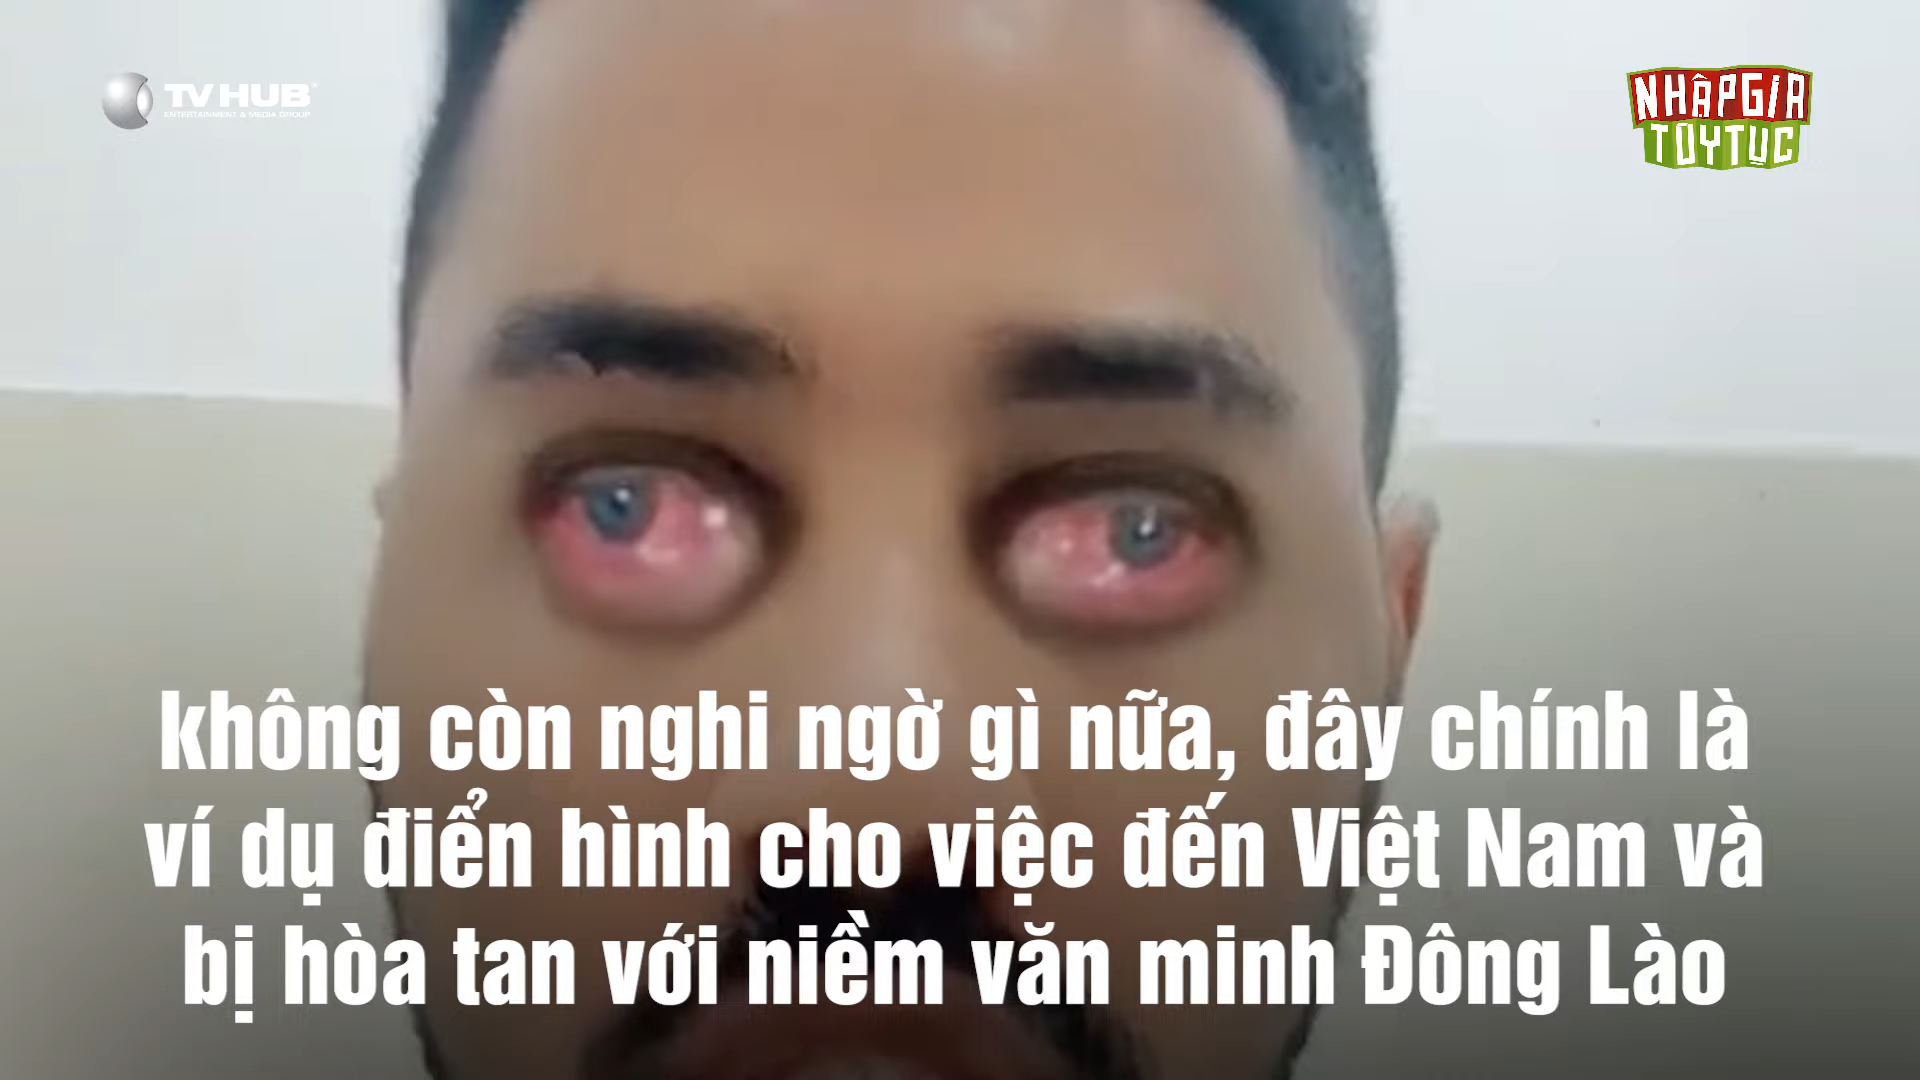 TV HUB
ENTERTAINMENT & MEDIA GROUP
NHẬP GIA
TÙY TỤC
không còn nghi ngờ gì nữa, đây chính là
ví dụ điển hình cho việc đến Việt Nam và
bị hòa tan với niềm văn minh Đông Lào